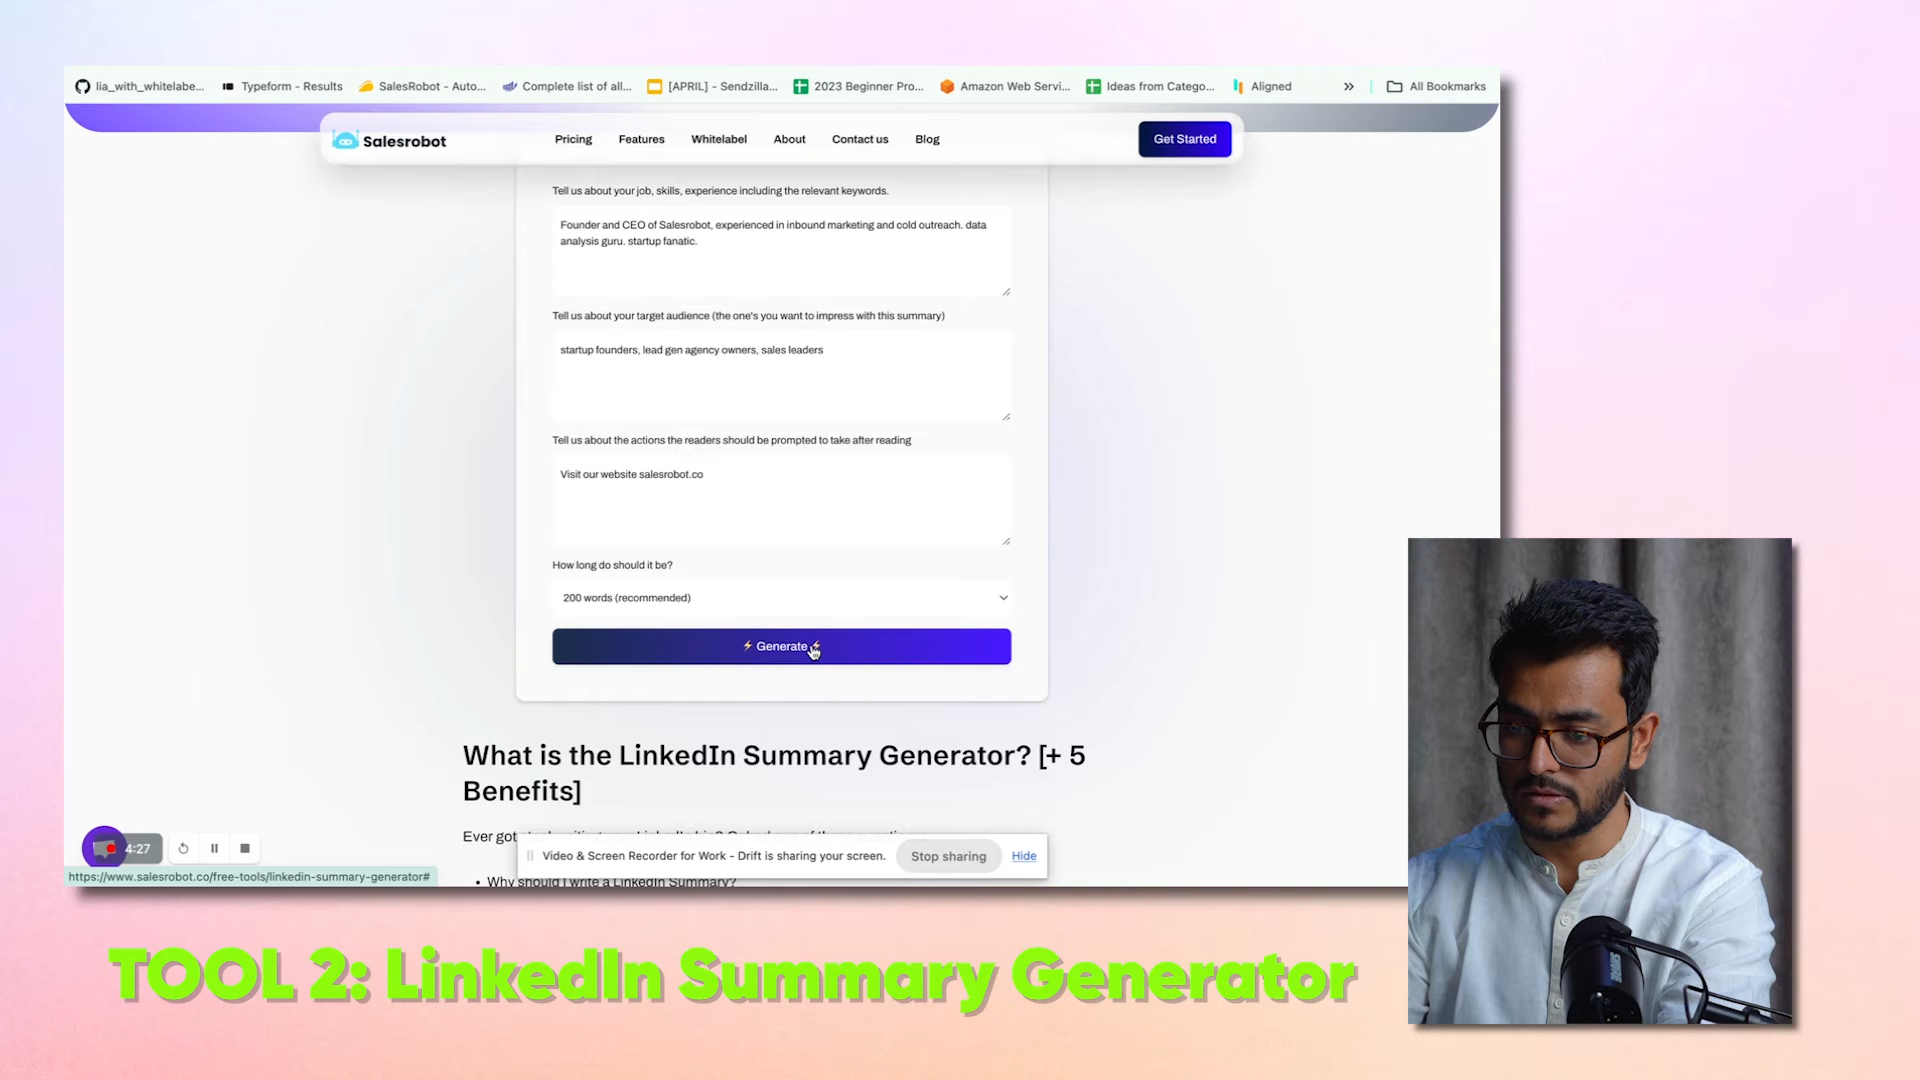 lia_with_whitelabe...
Typeform - Results
SalesRobot - Auto...
Complete list of all...
[APRIL] - Sendzilla...
2023 Beginner Pro...
Amazon Web Servi...
Ideas from Catego...
Aligned
All Bookmarks
Salesrobot
Pricing
Features
Whitelabel
About
Contact us
Blog
Get Started
Tell us about your job, skills, experience including the relevant keywords.
Founder and CEO of Salesrobot, experienced in inbound marketing and cold outreach. data
analysis guru. startup fanatic.
Tell us about your target audience (the one's you want to impress with this summary)
startup founders, lead gen agency owners, sales leaders
Tell us about the actions the readers should be prompted to take after reading
Visit our website salesrobot.co
How long do should it be?
200 words (recommended)
⚡ Generate ⚡
What is the LinkedIn Summary Generator? [+ 5
Benefits]
Ever got
4:27
Video & Screen Recorder for Work - Drift is sharing your screen.
Stop sharing
Hide
https://www.salesrobot.co/free-tools/linkedin-summary-generator#
• Why should I write a LinkedIn Summary?
TOOL 2: LinkedIn Summary Generator